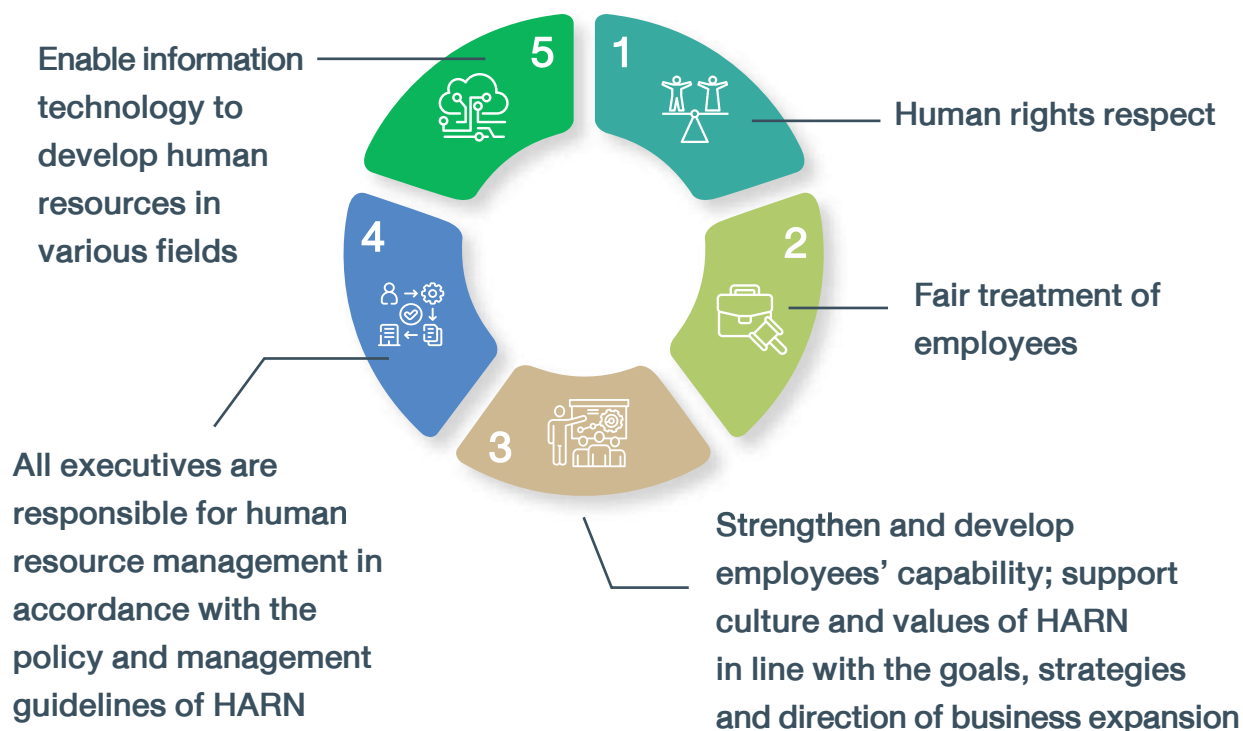 1
Human rights respect
2
Fair treatment of
employees
3
Strengthen and develop
employees’ capability; support
culture and values of HARN
in line with the goals, strategies
and direction of business expansion
4
All executives are
responsible for human
resource management in
accordance with the
policy and management
guidelines of HARN
5
Enable information
technology to
develop human
resources in
various fields